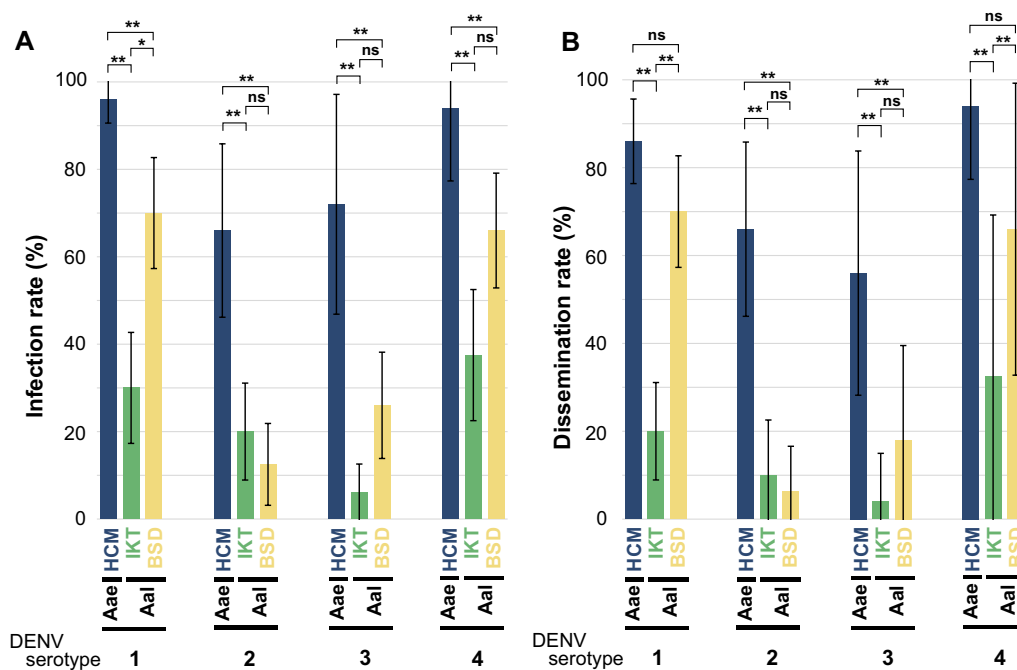 A
Infection rate (%)
100
80
60
40
20
0
** ** *
** ** ns
** ** ns
** ** ns
HCM IKT BSD HCM IKT BSD HCM IKT BSD HCM IKT BSD
Aae Aal Aae Aal Aae Aal Aae Aal
DENV
serotype 1 2 3 4
B
Dissemination rate (%)
100
80
60
40
20
0
ns ** **
** ** ns
** ** ns
ns ** **
HCM IKT BSD HCM IKT BSD HCM IKT BSD HCM IKT BSD
Aae Aal Aae Aal Aae Aal Aae Aal
DENV
serotype 1 2 3 4